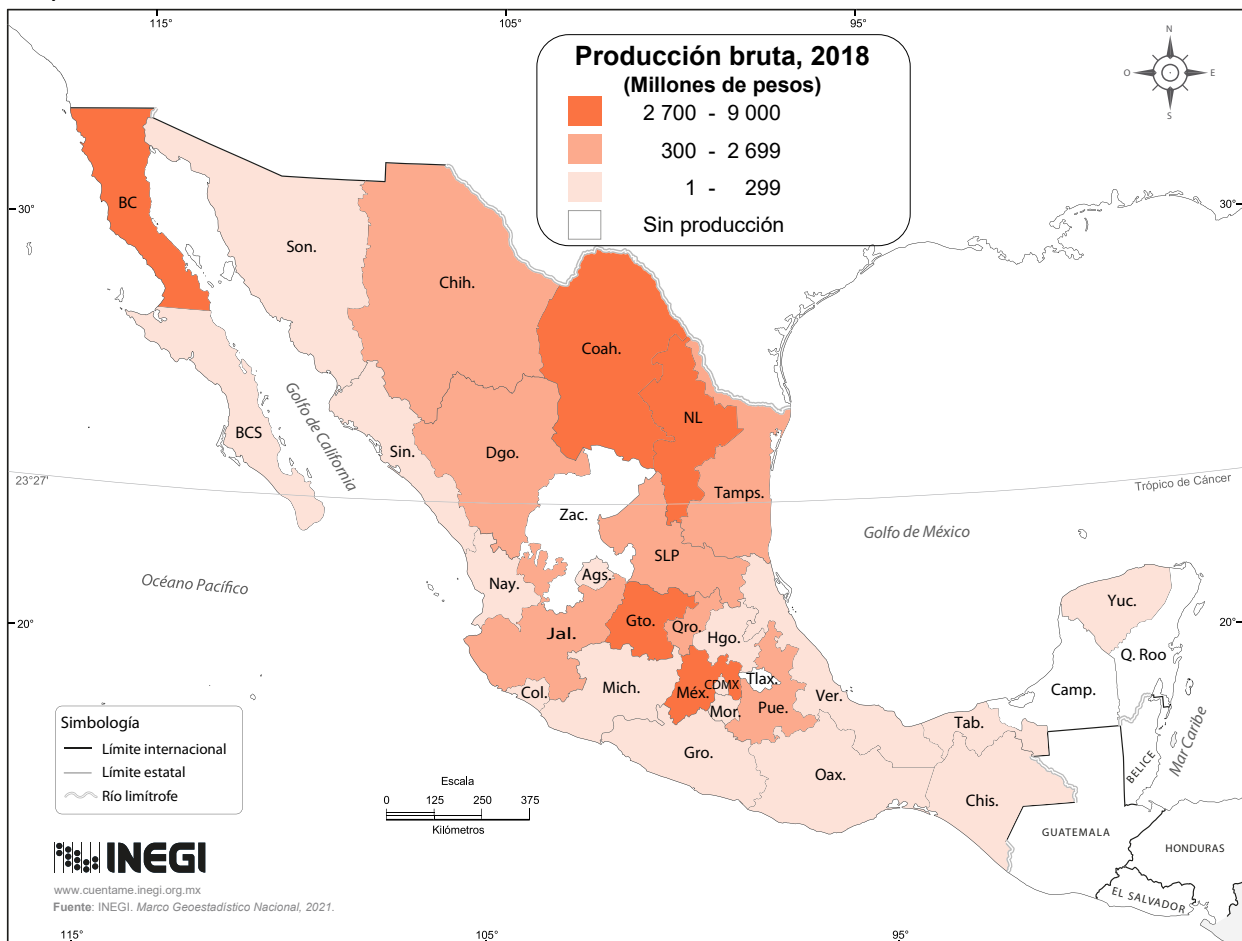 115°
105°
95°
Producción bruta, 2018
(Millones de pesos)
2 700 - 9 000
300 - 2 699
1 - 299
Sin producción
N
O
E
S
30°
30°
BC
Son.
Chih.
Coah.
NL
BCS
Golfo de California
Sin.
Dgo.
Tamps.
23°27'
Trópico de Cáncer
Zac.
Golfo de México
SLP
Océano Pacífico
Nay.
Ags.
Yuc.
20°
20°
Jal.
Gto.
Qro.
Hgo.
Q. Roo
Col.
Mich.
Méx.
CDMX
Tlax.
Mor.
Pue.
Ver.
Camp.
Tab.
Gro.
Oax.
Chis.
BELICE
Mar Caribe
GUATEMALA
HONDURAS
EL SALVADOR
Simbología
Límite internacional
Límite estatal
Río limítrofe
Escala
0 125 250 375
Kilómetros
INEGI
www.cuentame.inegi.org.mx
Fuente: INEGI. Marco Geoestadístico Nacional, 2021.
115°
105°
95°